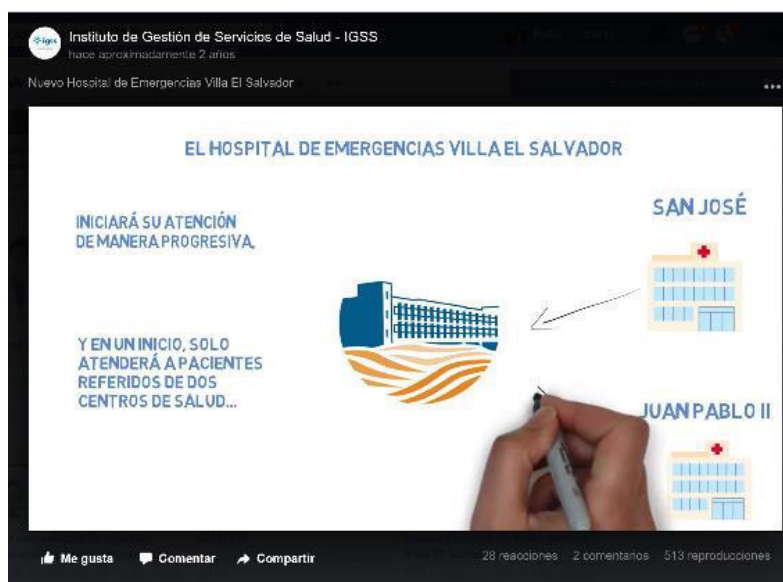 igss
Instituto de Gestión de Servicios de Salud - IGSS
hace aproximadamente 2 años
Nuevo Hospital de Emergencias Villa El Salvador
EL HOSPITAL DE EMERGENCIAS VILLA EL SALVADOR
INICIARÁ SU ATENCIÓN
DE MANERA PROGRESIVA,
Y EN UN INICIO, SOLO
ATENDERÁ A PACIENTES
REFERIDOS DE DOS
CENTROS DE SALUD...
SAN JOSÉ
JUAN PABLO II
Me gusta Comentar Compartir 28 reacciones 2 comentarios 513 reproducciones